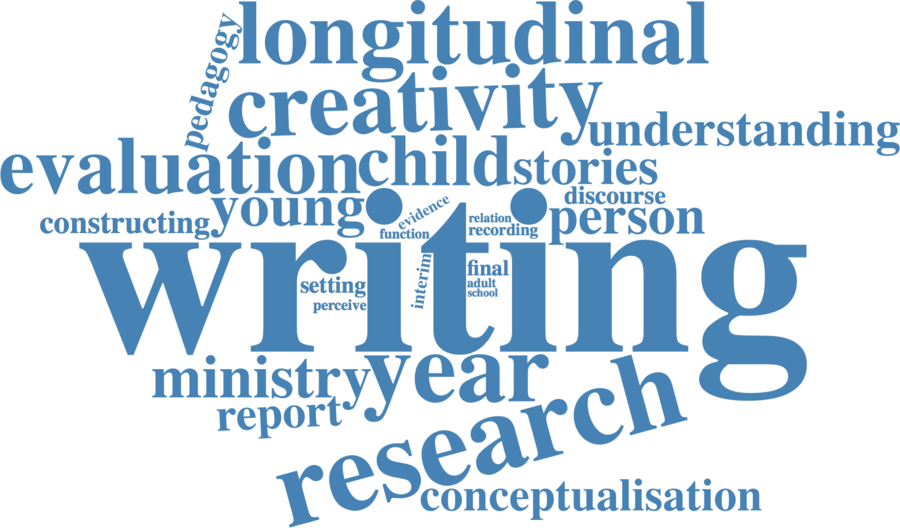 longitudinal
pedagogy
creativity
understanding
evaluation
child
stories
discourse
constructing
young
evidence
relation
person
function
recording
writing
setting
interim
final
adult
school
perceive
ministry
year
report
research
conceptualisation